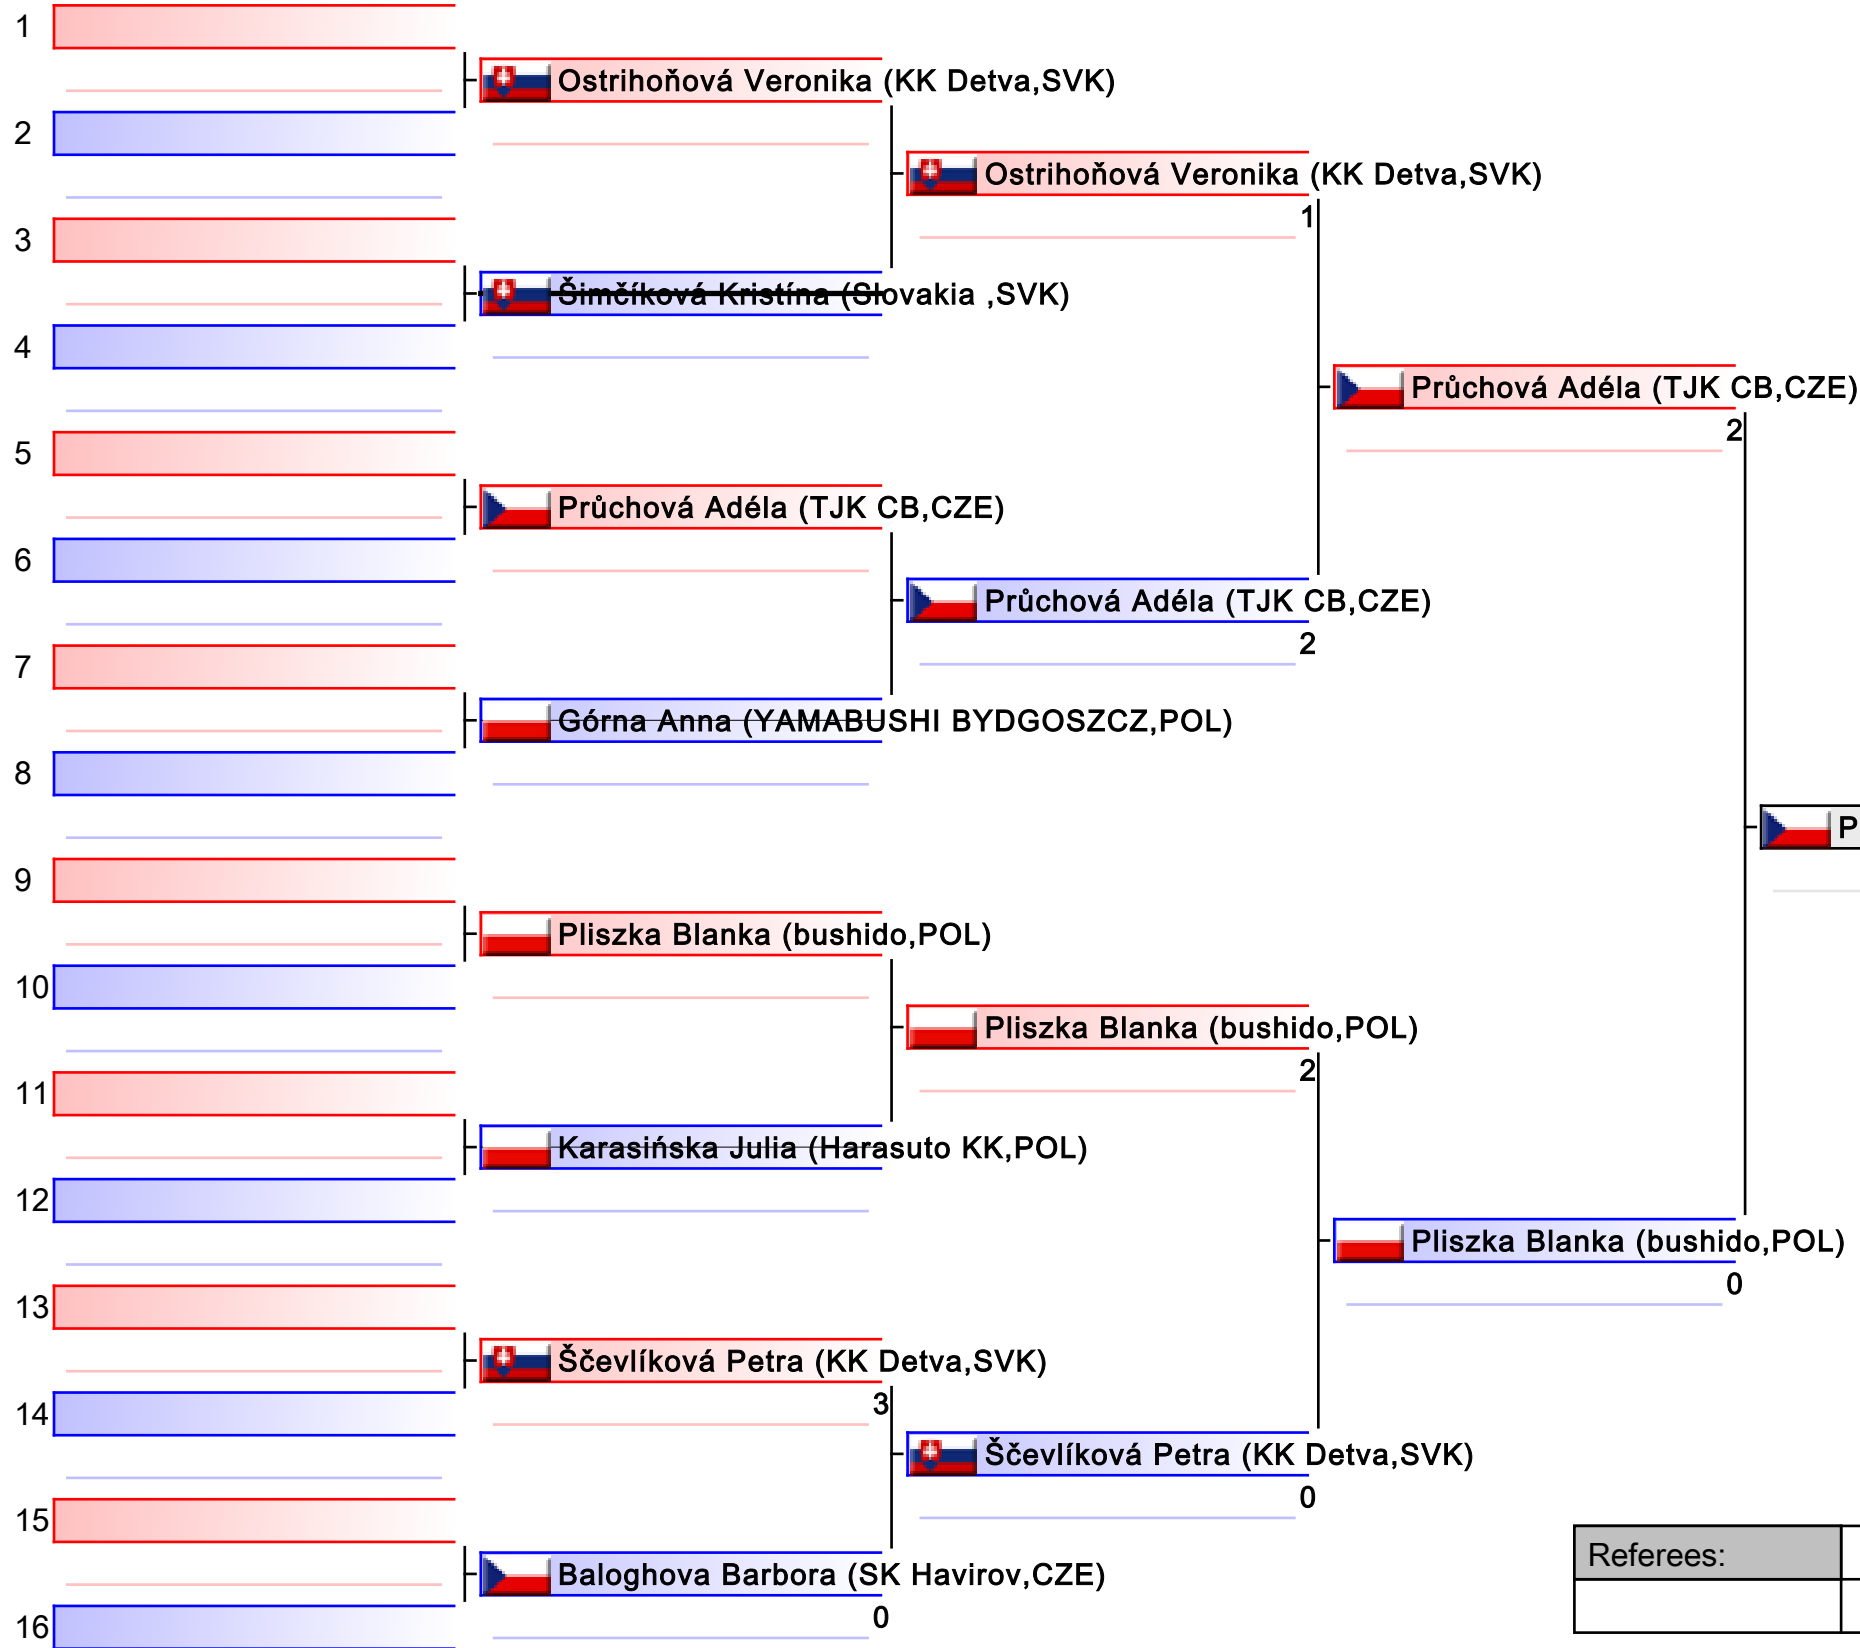 1
Ostrihoňová Veronika (KK Detva,SVK)
2
Ostrihoňová Veronika (KK Detva,SVK)
1
3
Šimčíková Kristína (Slovakia ,SVK)
4
Průchová Adéla (TJK CB,CZE)
2
5
Průchová Adéla (TJK CB,CZE)
6
Průchová Adéla (TJK CB,CZE)
2
7
Górna Anna (YAMABUSHI BYDGOSZCZ,POL)
8
P
9
Pliszka Blanka (bushido,POL)
10
Pliszka Blanka (bushido,POL)
2
11
Karasińska Julia (Harasuto KK,POL)
12
Pliszka Blanka (bushido,POL)
0
13
Ščevlíková Petra (KK Detva,SVK)
3
14
Ščevlíková Petra (KK Detva,SVK)
0
15
Referees:
Baloghova Barbora (SK Havirov,CZE)
0
16